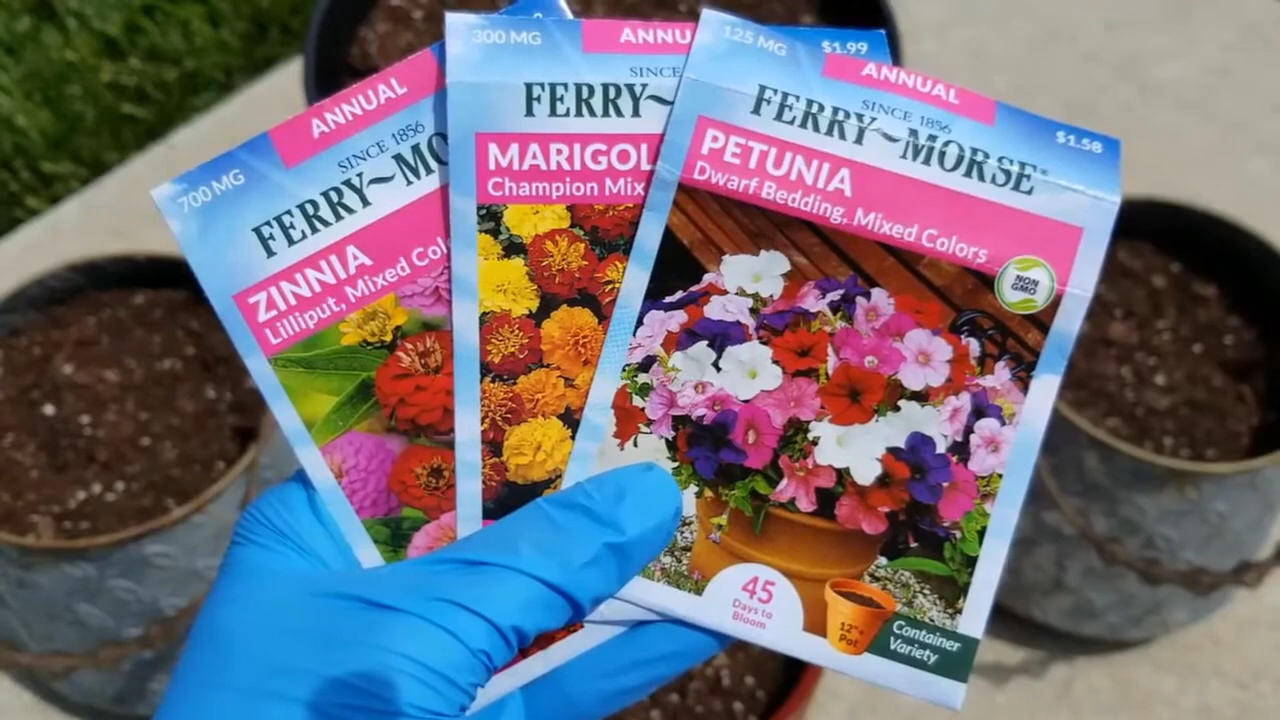 700 MG
ANNUAL
SINCE 1856
FERRY~MO
ZINNIA
Lilliput, Mixed Col
300 MG
ANNU
SINCE
FERRY~
MARIGOL
Champion Mix
125 MG
$1.99
ANNUAL
SINCE 1856
FERRY~MORSE®
$1.58
PETUNIA
Dwarf Bedding, Mixed Colors
NON
GMO
45
Days to
Bloom
12"+
Pot
Container
Variety